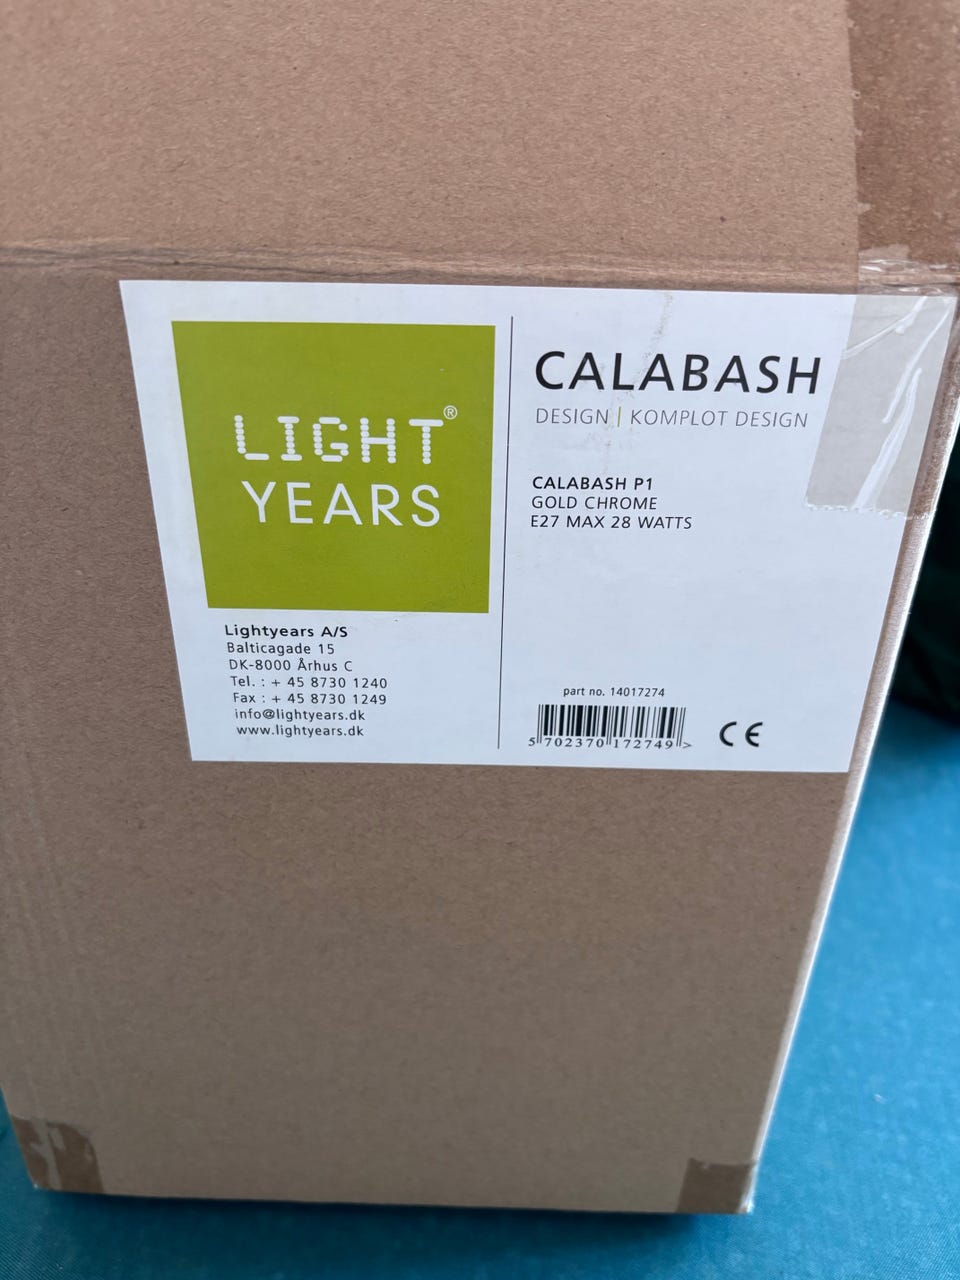 LIGHT®
YEARS
Lightyears A/S
Balticagade 15
DK-8000 Århus C
Tel. : + 45 8730 1240
Fax : + 45 8730 1249
info@lightyears.dk
www.lightyears.dk
CALABASH
DESIGN | KOMPLOT DESIGN
CALABASH P1
GOLD CHROME
E27 MAX 28 WATTS
part no. 14017274
5 702370 172749 >
CE